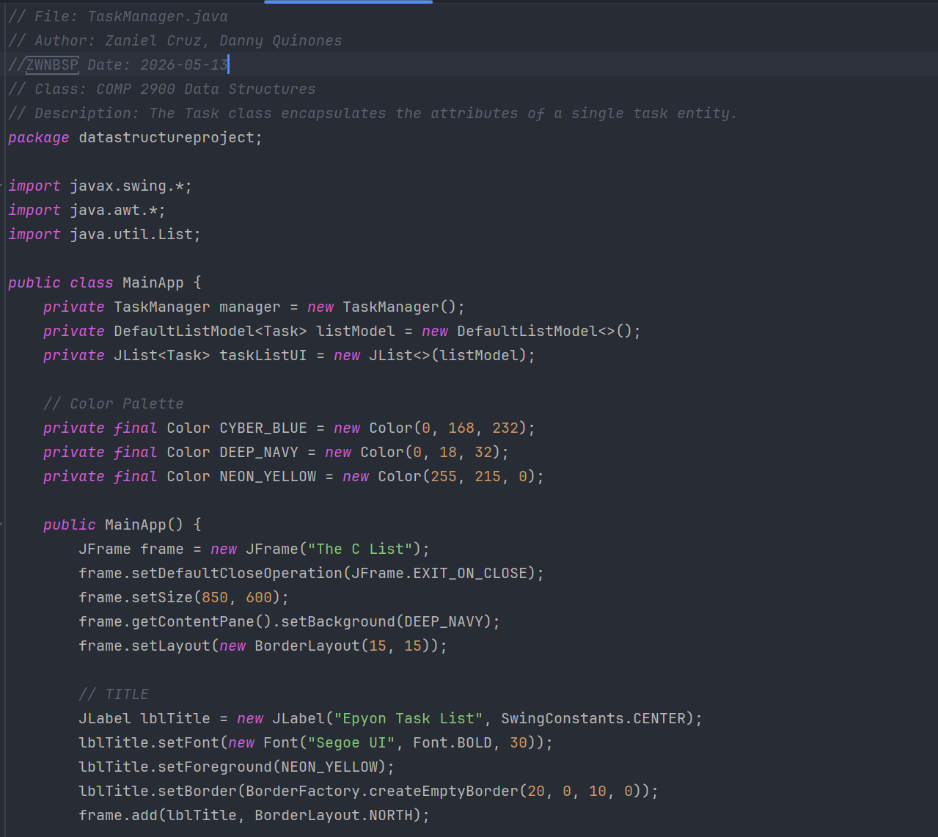 // File: TaskManager.java
// Author: Zaniel Cruz, Danny Quinones
//ZWNBSP Date: 2026-05-13
// Class: COMP 2900 Data Structures
// Description: The Task class encapsulates the attributes of a single task entity.
package datastructureproject;

import javax.swing.*;
import java.awt.*;
import java.util.List;

public class MainApp {
    private TaskManager manager = new TaskManager();
    private DefaultListModel<Task> listModel = new DefaultListModel<>();
    private JList<Task> taskListUI = new JList<>(listModel);

    // Color Palette
    private final Color CYBER_BLUE = new Color(0, 168, 232);
    private final Color DEEP_NAVY = new Color(0, 18, 32);
    private final Color NEON_YELLOW = new Color(255, 215, 0);

    public MainApp() {
        JFrame frame = new JFrame("The C List");
        frame.setDefaultCloseOperation(JFrame.EXIT_ON_CLOSE);
        frame.setSize(850, 600);
        frame.getContentPane().setBackground(DEEP_NAVY);
        frame.setLayout(new BorderLayout(15, 15));

        // TITLE
        JLabel lblTitle = new JLabel("Epyon Task List", SwingConstants.CENTER);
        lblTitle.setFont(new Font("Segoe UI", Font.BOLD, 30));
        lblTitle.setForeground(NEON_YELLOW);
        lblTitle.setBorder(BorderFactory.createEmptyBorder(20, 0, 10, 0));
        frame.add(lblTitle, BorderLayout.NORTH);